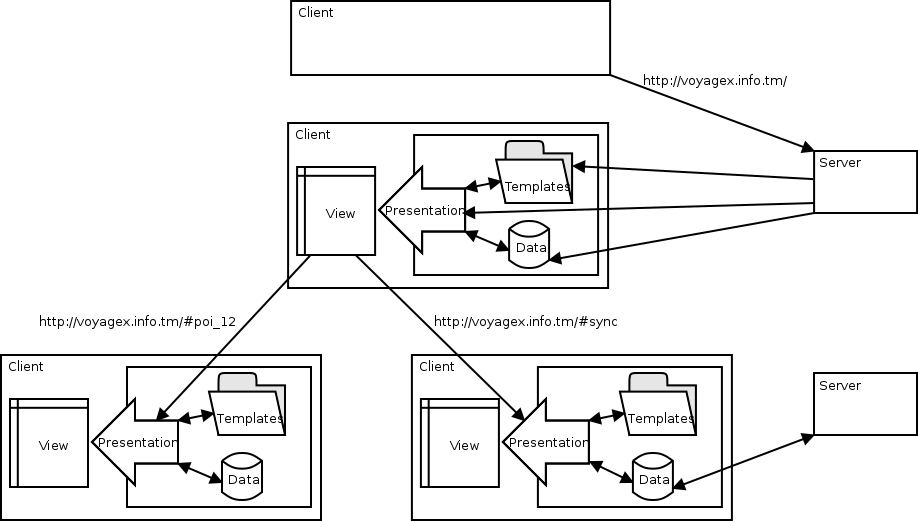 Client
http://voyagex.info.tm/
Client
Server
Templates
View
Presentation
Data
http://voyagex.info.tm/#poi_12
http://voyagex.info.tm/#sync
Client
Templates
View
Presentation
Data
Client
Templates
View
Presentation
Data
Server